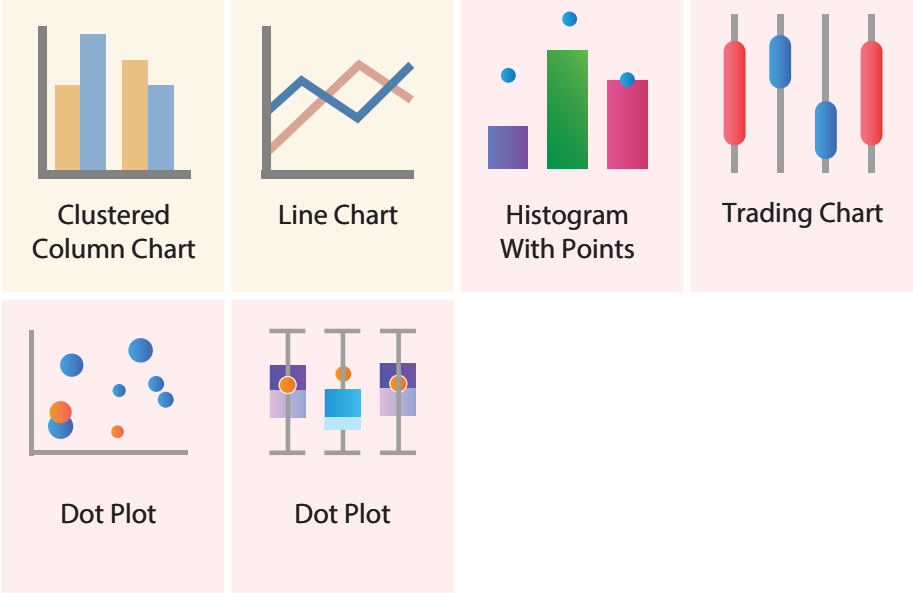 Clustered
Column Chart
Line Chart
Histogram
With Points
Trading Chart
Dot Plot
Dot Plot